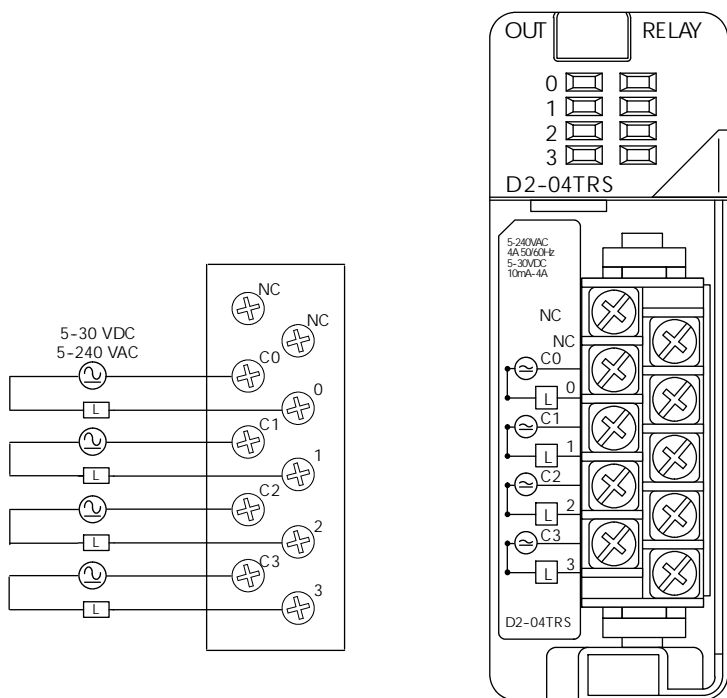 5-30 VDC
5-240 VAC
NC
NC
C0
0
L
C1
1
L
C2
2
L
C3
3
L
OUT RELAY
0
1
2
3
D2-04TRS
5-240VAC
4A 50/60Hz
5-30VDC
10mA-4A
NC
NC
C0
L 0
C1
L 1
C2
L 2
C3
L 3
D2-04TRS